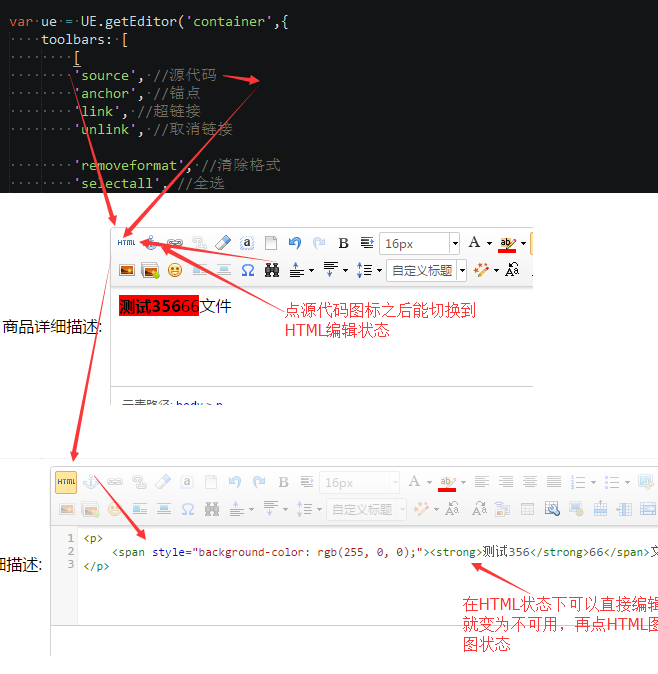 var ue = UE.getEditor('container',{
toolbars: [
[
'source', //源代码
'anchor', //锚点
'link', //超链接
'unlink', //取消链接
'removeformat', //清除格式
'selectall', //全选
HTML
B
16px
A
ab
a
Ω
自定义标题
测试35666文件
点源代码图标之后能切换到
HTML编辑状态
商品详细描述:
元素路径: body > p
HTML
a
B
16px
A
ab
Ω
自定义标题
1 <p>
2 <span style="background-color: rgb(255, 0, 0);"><strong>测试356</strong>66</span>文
3 </p>
细描述:
在HTML状态下可以直接编辑
就变为不可用，再点HTML图
图状态